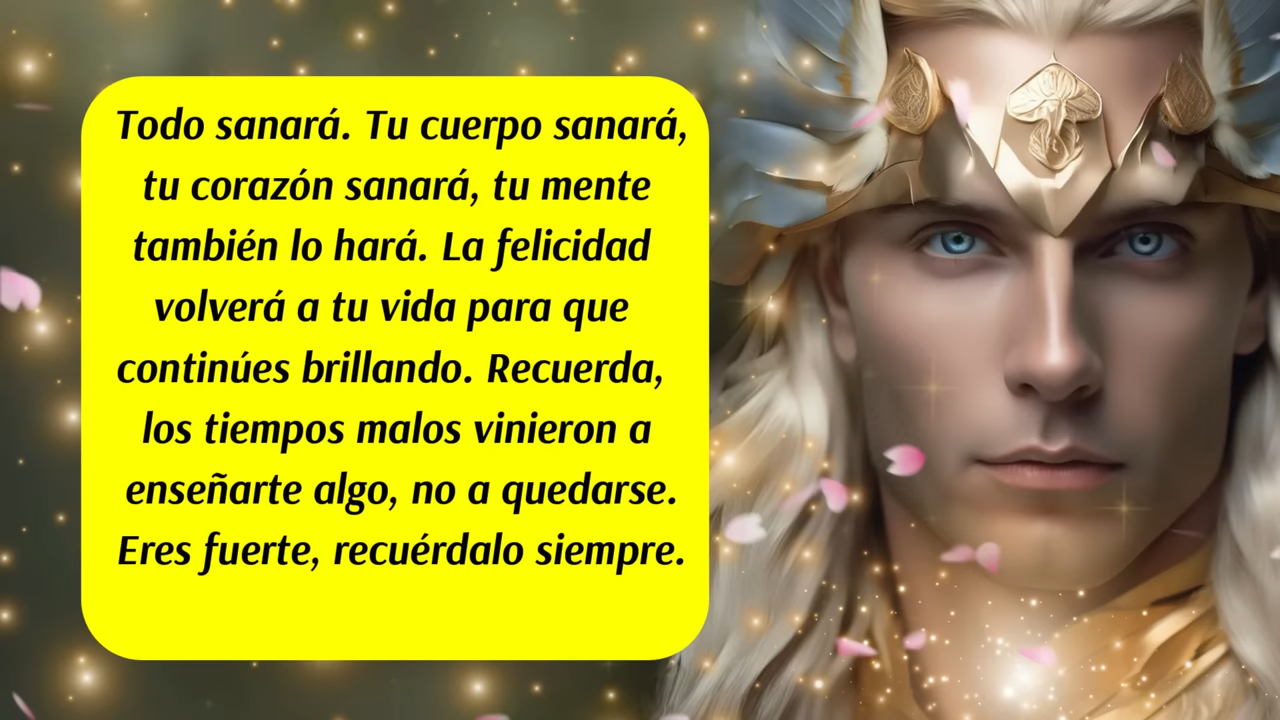 Todo sanará. Tu cuerpo sanará,
tu corazón sanará, tu mente
también lo hará. La felicidad
volverá a tu vida para que
continúes brillando. Recuerda,
los tiempos malos vinieron a
enseñarte algo, no a quedarse.
Eres fuerte, recuérdalo siempre.